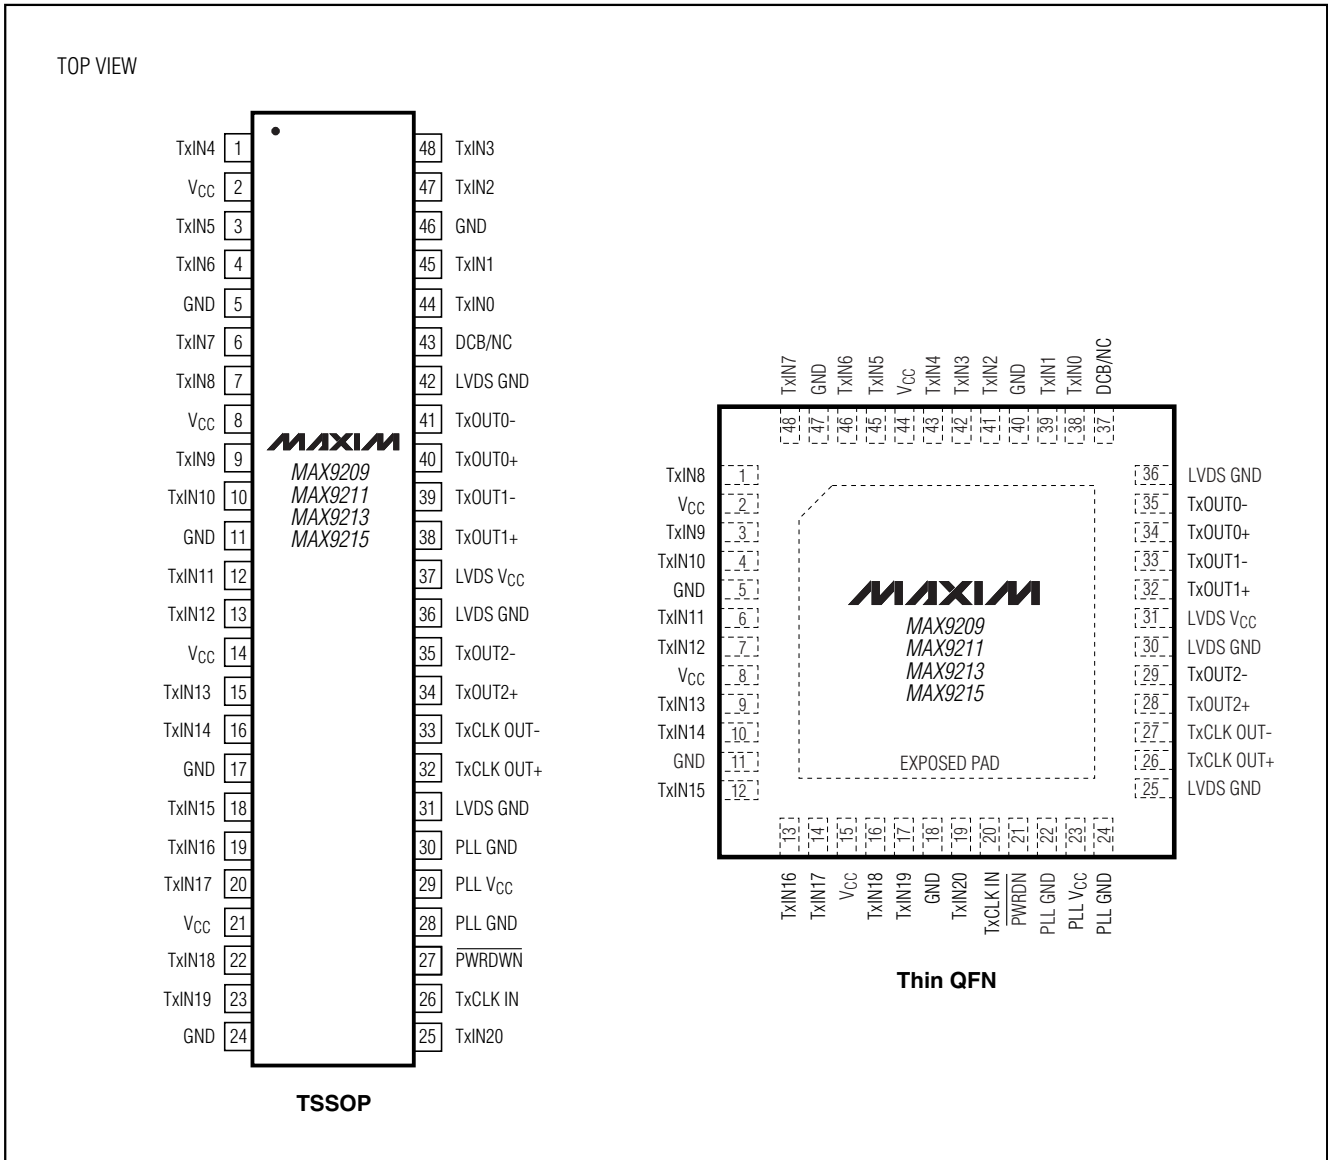 TOP VIEW
TxIN4 1
VCC 2
TxIN5 3
TxIN6 4
GND 5
TxIN7 6
TxIN8 7
VCC 8
TxIN9 9
TxIN10 10
GND 11
TxIN11 12
TxIN12 13
VCC 14
TxIN13 15
TxIN14 16
GND 17
TxIN15 18
TxIN16 19
TxIN17 20
VCC 21
TxIN18 22
TxIN19 23
GND 24
MAXIM
MAX9209
MAX9211
MAX9213
MAX9215
48 TxIN3
47 TxIN2
46 GND
45 TxIN1
44 TxIN0
43 DCB/NC
42 LVDS GND
41 TxOUT0-
40 TxOUT0+
39 TxOUT1-
38 TxOUT1+
37 LVDS VCC
36 LVDS GND
35 TxOUT2-
34 TxOUT2+
33 TxCLK OUT-
32 TxCLK OUT+
31 LVDS GND
30 PLL GND
29 PLL VCC
28 PLL GND
27 PWRDWN
26 TxCLK IN
25 TxIN20
TSSOP
TxIN7 48
GND 47
TxIN6 46
TxIN5 45
VCC 44
TxIN4 43
TxIN3 42
TxIN2 41
GND 40
TxIN1 39
TxIN0 38
DCB/NC 37
TxIN8 1
VCC 2
TxIN9 3
TxIN10 4
GND 5
TxIN11 6
TxIN12 7
VCC 8
TxIN13 9
TxIN14 10
GND 11
TxIN15 12
MAXIM
MAX9209
MAX9211
MAX9213
MAX9215
EXPOSED PAD
36 LVDS GND
35 TxOUT0-
34 TxOUT0+
33 TxOUT1-
32 TxOUT1+
31 LVDS VCC
30 LVDS GND
29 TxOUT2-
28 TxOUT2+
27 TxCLK OUT-
26 TxCLK OUT+
25 LVDS GND
13 TxIN16
14 TxIN17
15 VCC
16 TxIN18
17 TxIN19
18 GND
19 TxIN20
20 TxCLK IN
21 PWRDN
22 PLL GND
23 PLL VCC
24 PLL GND
Thin QFN